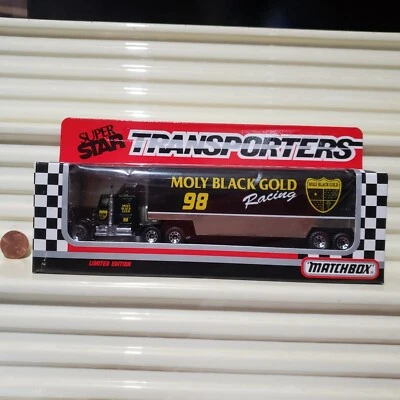 SUPER
STAR
TRANSPORTERS
MOLY BLACK GOLD
98
Racing
MOLY BLACK GOLD
LIMITED EDITION
MATCHBOX